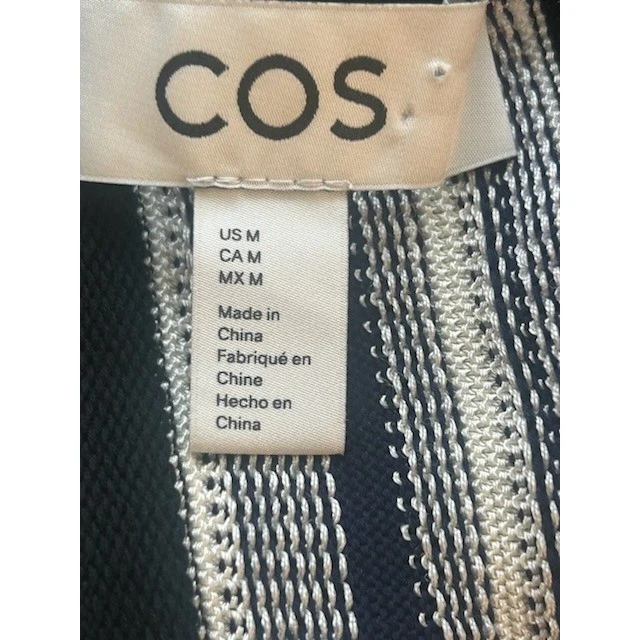 COS
US M
CA M
MX M
Made in
China
Fabriqué en
Chine
Hecho en
China